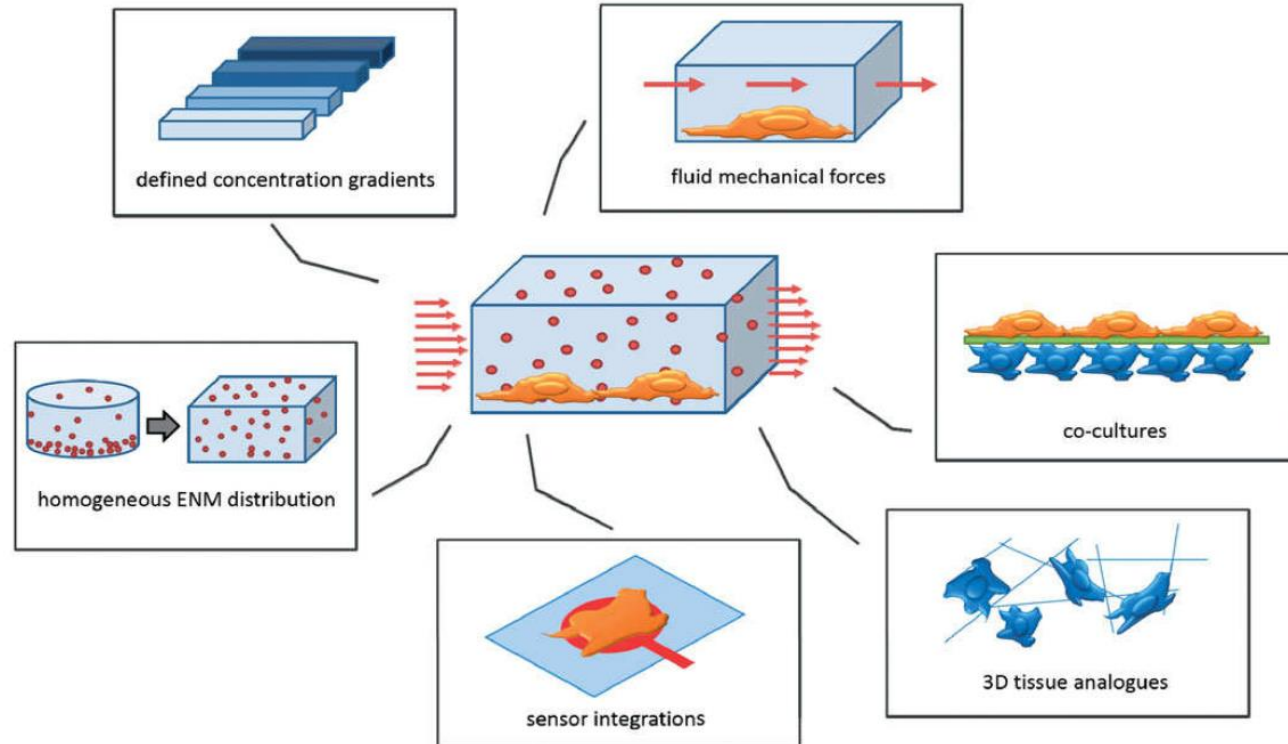 defined concentration gradients
fluid mechanical forces
co-cultures
homogeneous ENM distribution
3D tissue analogues
sensor integrations